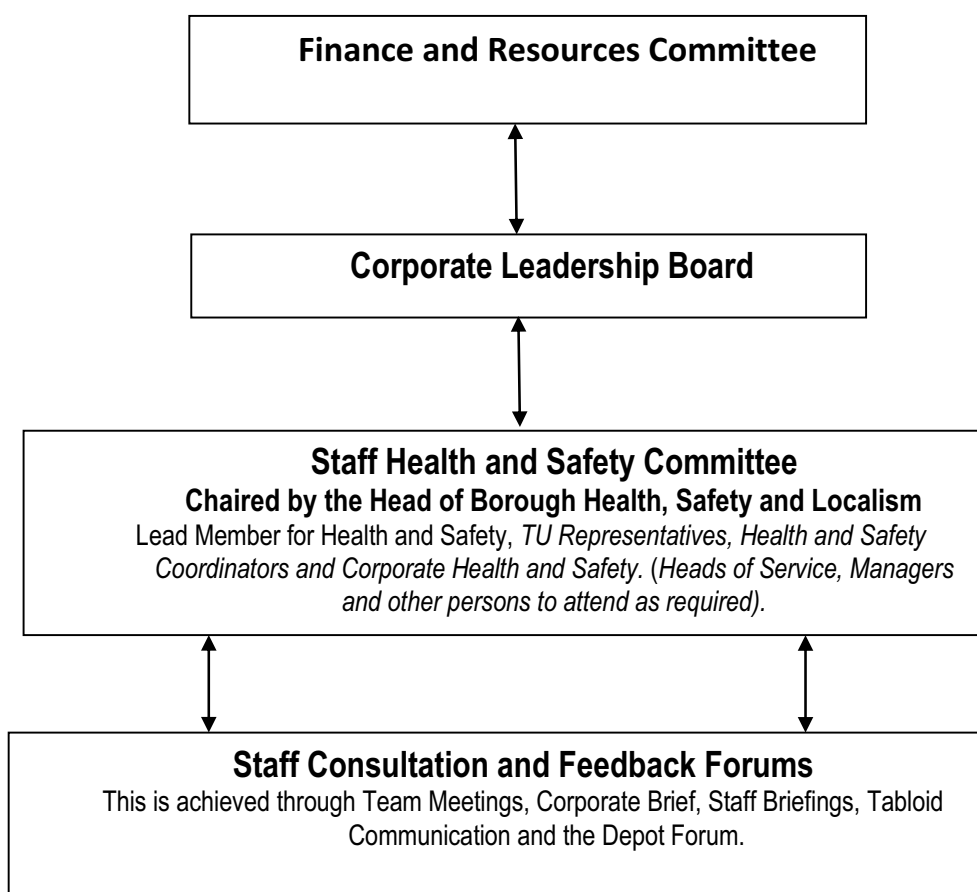 Finance and Resources Committee
Corporate Leadership Board
Staff Health and Safety Committee
Chaired by the Head of Borough Health, Safety and Localism
Lead Member for Health and Safety, TU Representatives, Health and Safety
Coordinators and Corporate Health and Safety. (Heads of Service, Managers
and other persons to attend as required).
Staff Consultation and Feedback Forums
This is achieved through Team Meetings, Corporate Brief, Staff Briefings, Tabloid
Communication and the Depot Forum.